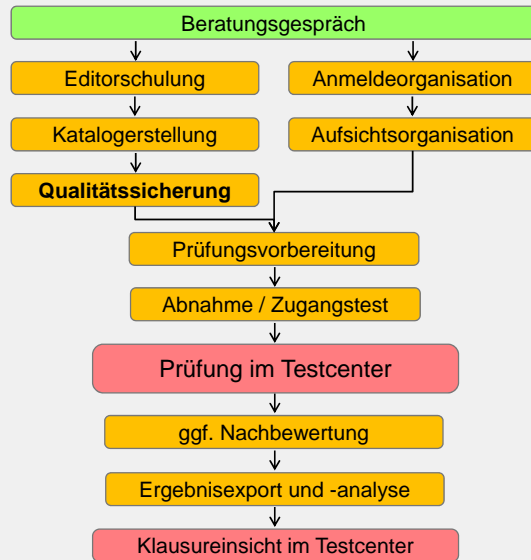 Beratungsgespräch
Editorschulung
Anmeldeorganisation
Katalogerstellung
Aufsichtsorganisation
Qualitätssicherung
Prüfungsvorbereitung
Abnahme / Zugangstest
Prüfung im Testcenter
ggf. Nachbewertung
Ergebnisexport und -analyse
Klausureinsicht im Testcenter